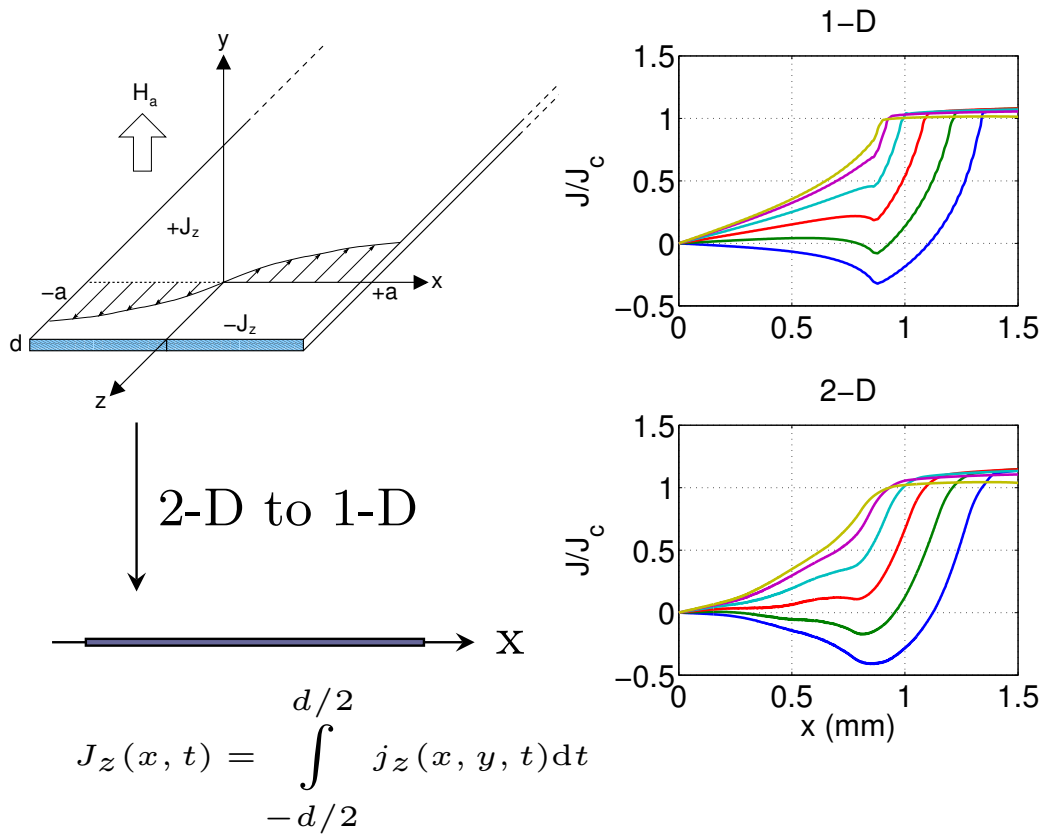 y
H_a
+J_z
−a
+a
x
−J_z
d
z
2-D to 1-D
x
J_z(x, t) = ∫_{−d/2}^{d/2} j_z(x, y, t)dt
1−D
J/J_c
1.5
1
0.5
0
−0.5
0 0.5 1 1.5
2−D
J/J_c
1.5
1
0.5
0
−0.5
0 0.5 1 1.5
x (mm)